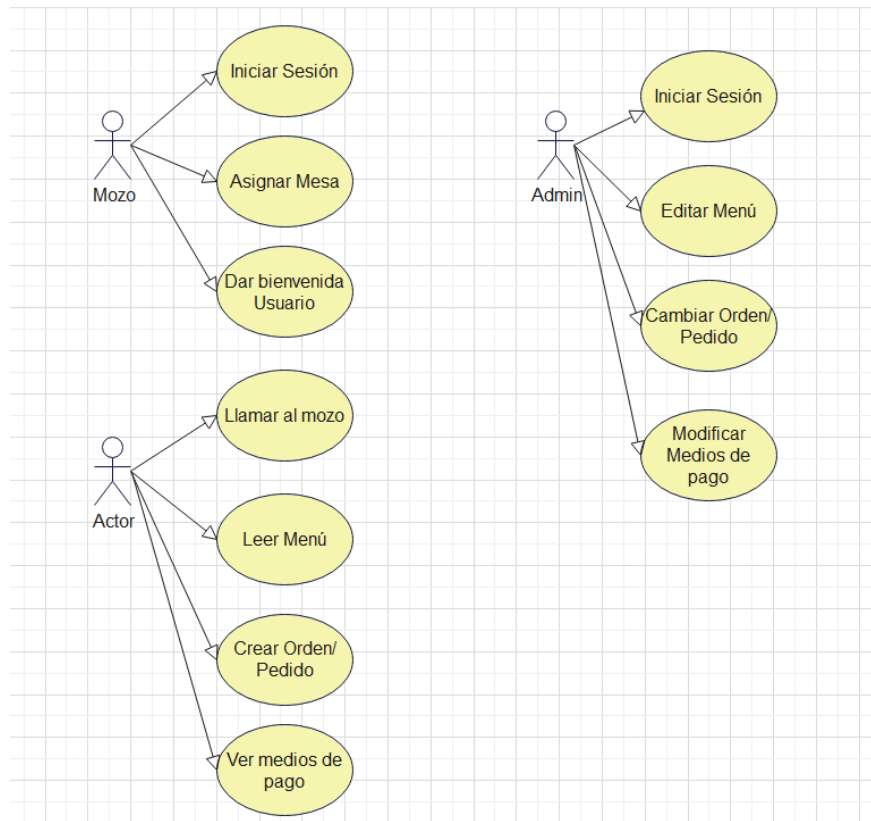 Iniciar Sesión
Mozo
Asignar Mesa
Dar bienvenida
Usuario
Llamar al mozo
Actor
Leer Menú
Crear Orden/
Pedido
Ver medios de
pago
Iniciar Sesión
Admin
Editar Menú
Cambiar Orden/
Pedido
Modificar
Medios de
pago